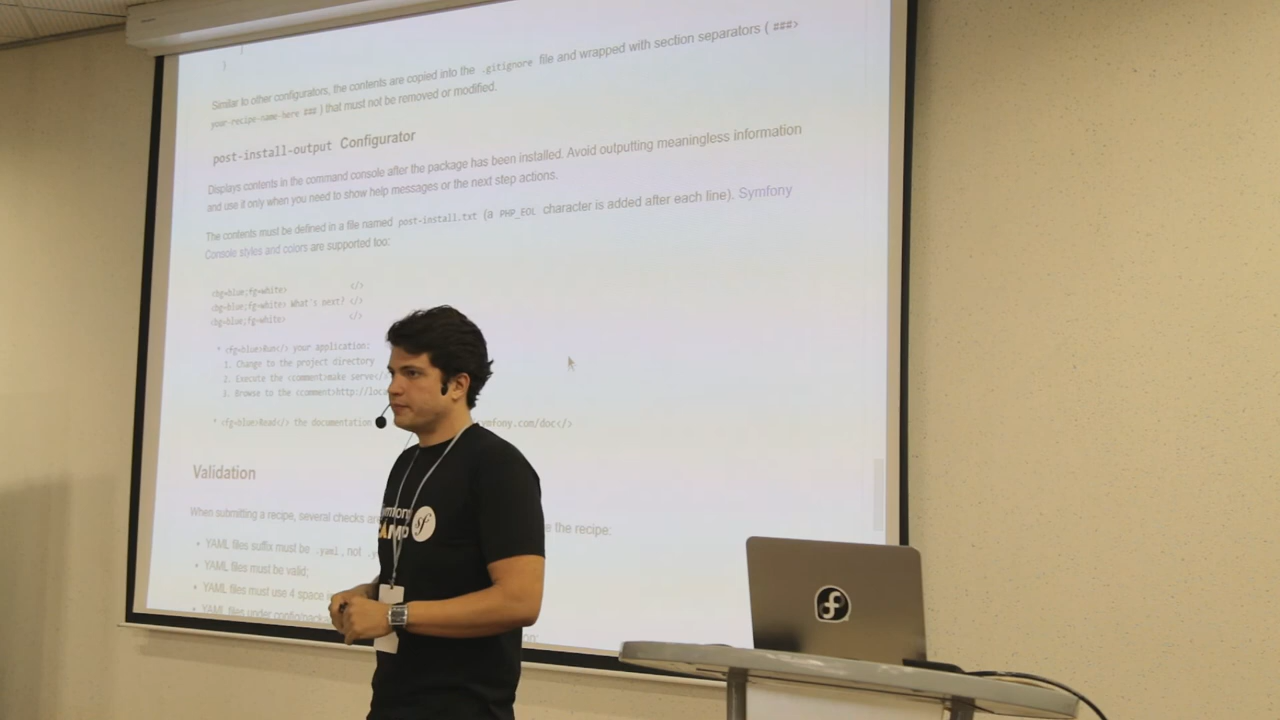 }
Similar to other configurators, the contents are copied into the .gitignore file and wrapped with section separators ( ###>
your-recipe-name-here ### ) that must not be removed or modified.
post-install-output Configurator
Displays contents in the command console after the package has been installed. Avoid outputting meaningless information
and use it only when you need to show help messages or the next step actions.
The contents must be defined in a file named post-install.txt (a PHP_EOL character is added after each line). Symfony
Console styles and colors are supported too:
<bg=blue;fg=white> </>
<bg=blue;fg=white> What's next? </>
<bg=blue;fg=white> </>
* <fg=blue>Run</> your application:
1. Change to the project directory
2. Execute the <comment>make serve</
3. Browse to the <comment>http://loca
* <fg=blue>Read</> the documentation ymfony.com/doc</>
Validation
When submitting a recipe, several checks are the recipe:
• YAML files suffix must be .yaml, not .y
• YAML files must be valid;
• YAML files must use 4 space
• YAML files under config/pack on:
sf